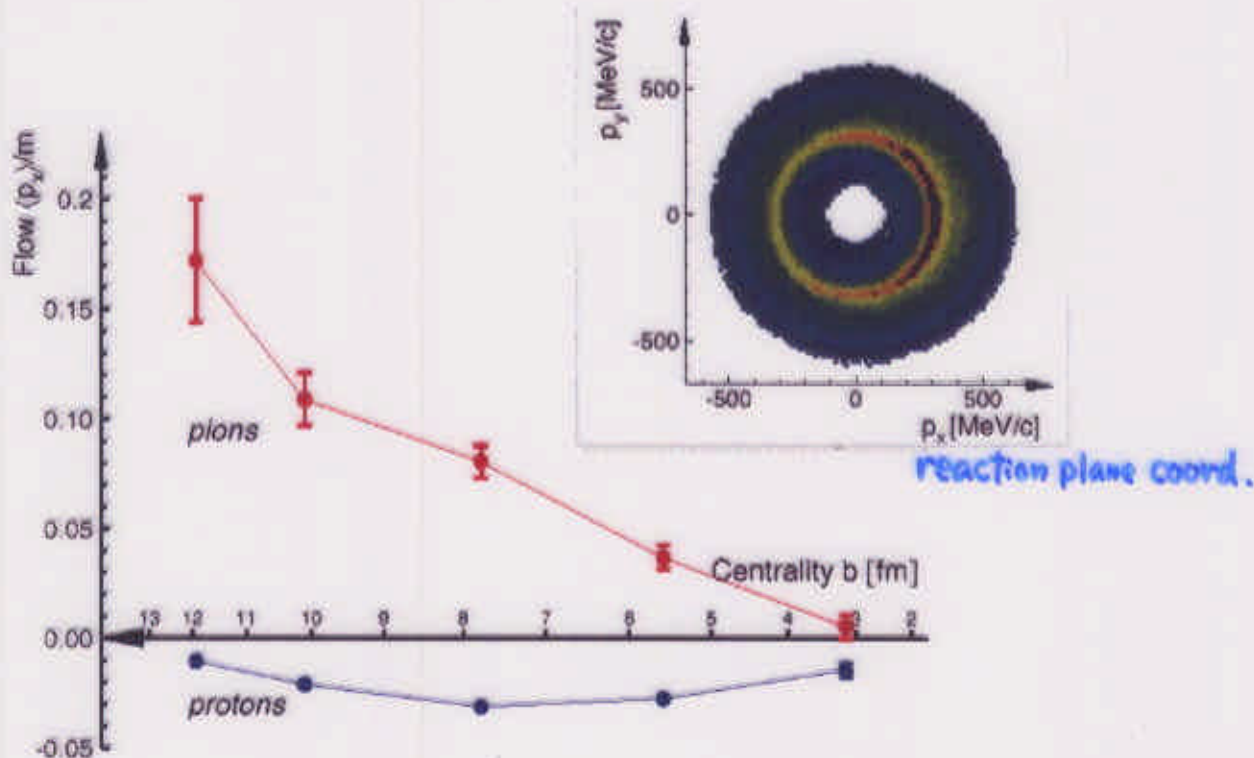 Flow ⟨pₓ⟩/m
0.2
0.15
0.10
0.05
0.00
-0.05
pions
protons
Centrality b [fm]
13 12 11 10 9 8 7 6 5 4 3 2
p_y [MeV/c]
500
0
-500
-500 0 500
pₓ [MeV/c]
reaction plane coord.